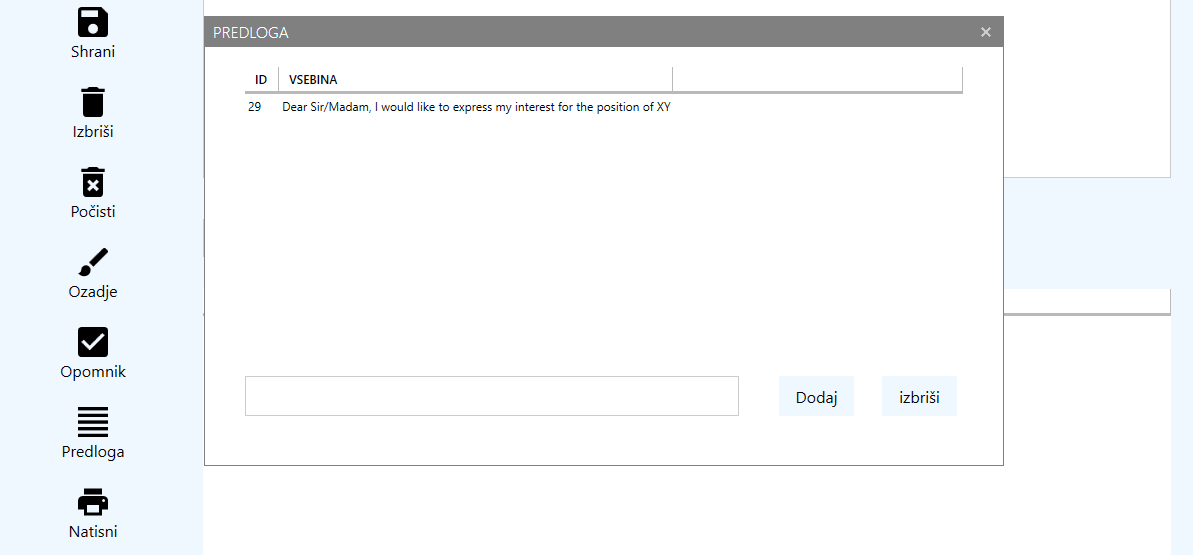 Shrani
Izbriši
Počisti
Ozadje
Opomnik
Predloga
Natisni
PREDLOGA
ID VSEBINA
29 Dear Sir/Madam, I would like to express my interest for the position of XY
Dodaj izbriši